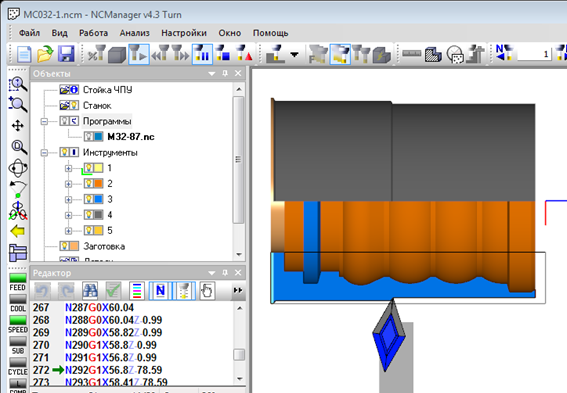 MC032-1.ncm - NCManager v4.3 Turn
Файл Вид Работа Анализ Настройки Окно Помощь
N 1
Объекты
Стойка ЧПУ
Станок
Программы
M32-87.nc
Инструменты
1
2
3
4
5
Заготовка
Редактор
FEED
COOL
SPEED
SUB
CYCLE
267 N287G0X60.04
268 N288G0X60.04Z-0.99
269 N289G0X58.82Z-0.99
270 N290G1X58.8Z-0.99
271 N291G1X56.8Z-0.99
272 N292G1X56.8Z-78.59
273 N293G1X58.41Z-78.59